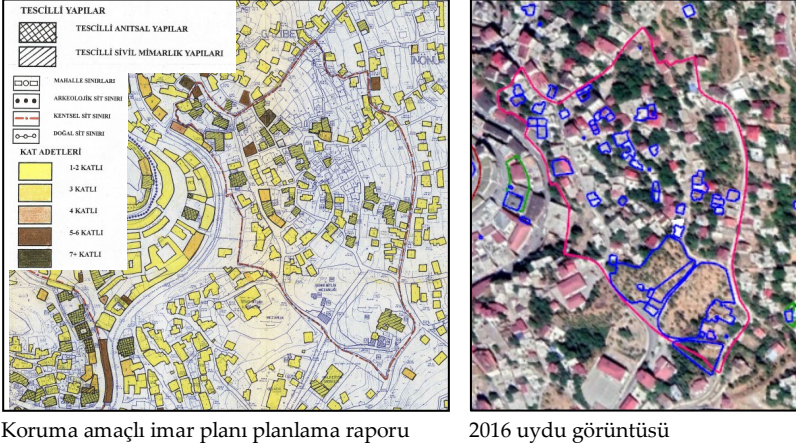 TESCİLLİ YAPILAR
TESCİLLİ ANITSAL YAPILAR
TESCİLLİ SİVİL MİMARLIK YAPILARI
MAHALLE SINIRLARI
ARKEOLOJİK SİT SINIRI
KENTSEL SİT SINIRI
DOĞAL SİT SINIRI
KAT ADETLERİ
1-2 KATLI
3 KATLI
4 KATLI
5-6 KATLI
7+ KATLI
İNÖNÜ
Koruma amaçlı imar planı planlama raporu
2016 uydu görüntüsü